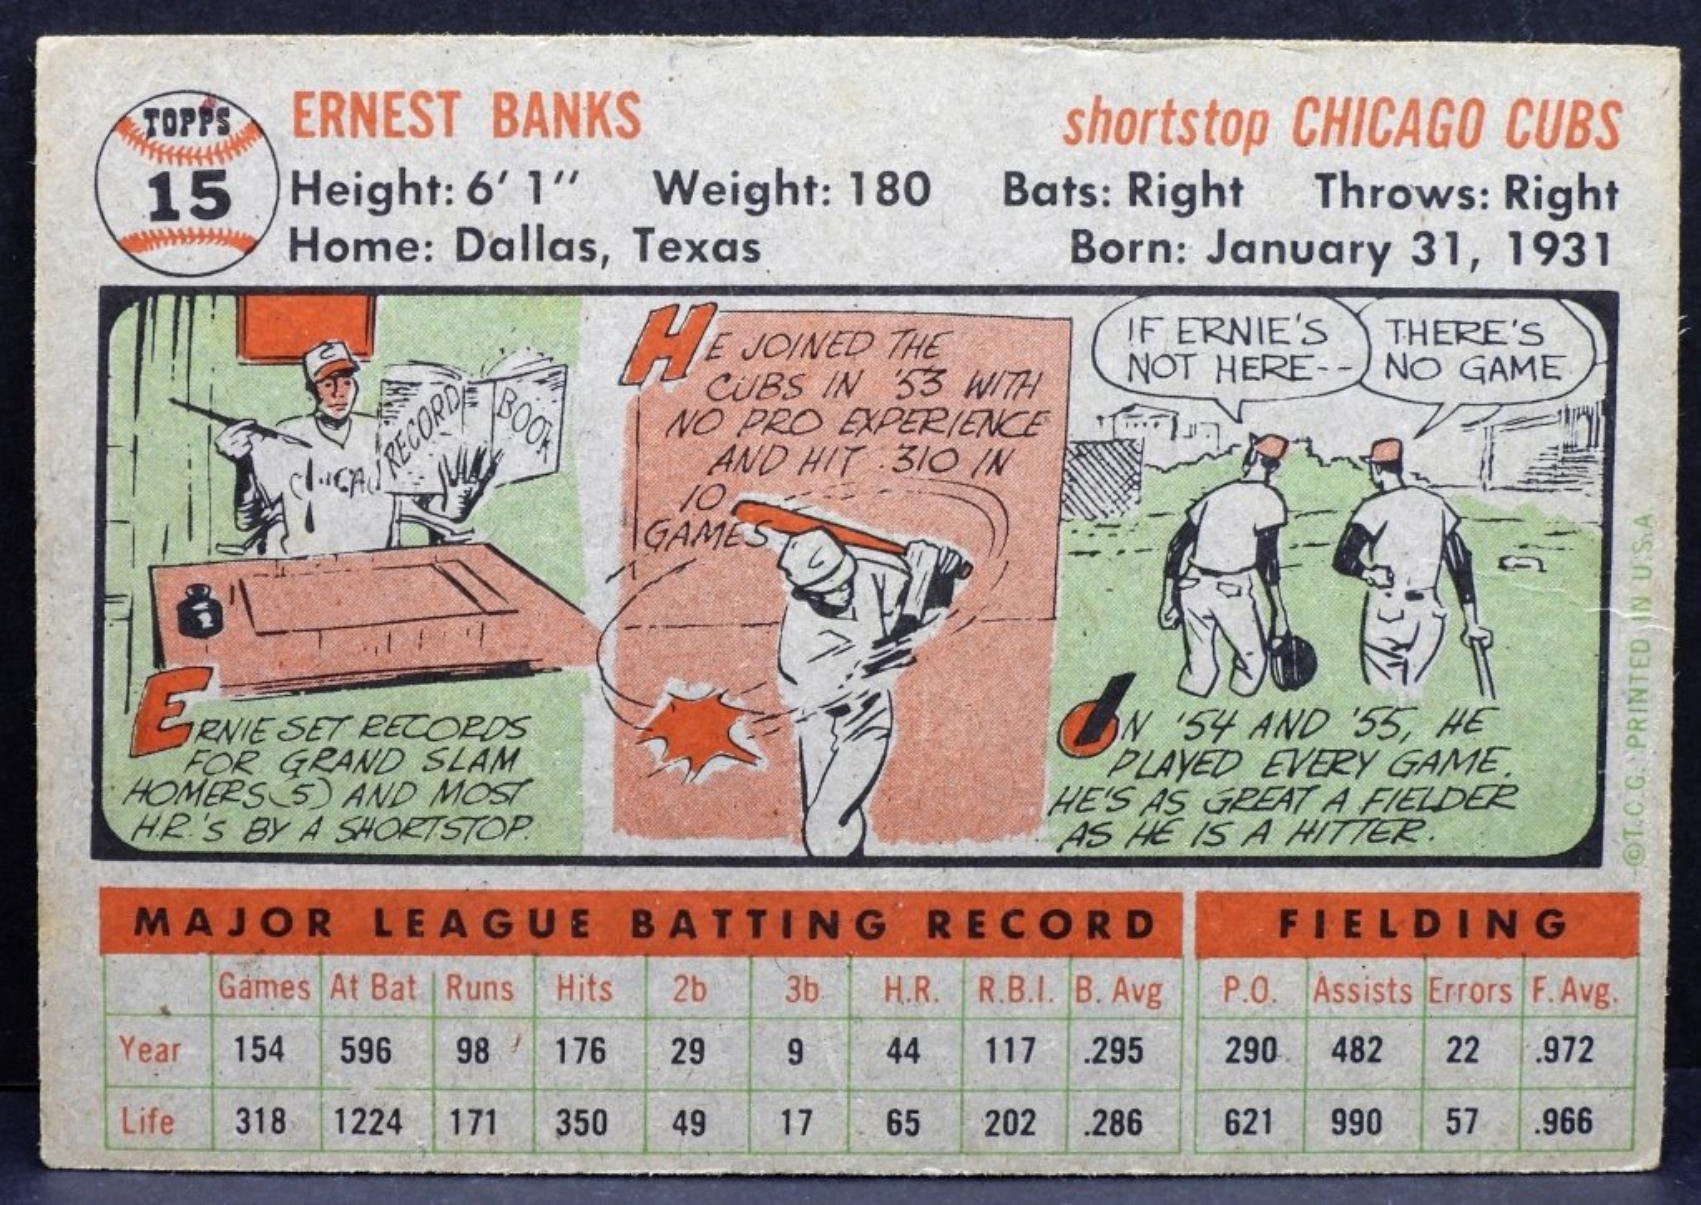 TOPPS
15
ERNEST BANKS
shortstop CHICAGO CUBS
Height: 6' 1" Weight: 180 Bats: Right Throws: Right
Home: Dallas, Texas Born: January 31, 1931
C
CHICAG
RECORD BOOK
1
ERNIE SET RECORDS
FOR GRAND SLAM
HOMERS (5) AND MOST
H.R.'S BY A SHORTSTOP.
HE JOINED THE
CUBS IN '53 WITH
NO PRO EXPERIENCE
AND HIT .310 IN
10
GAMES
IF ERNIE'S
NOT HERE--
THERE'S
NO GAME
IN '54 AND '55, HE
PLAYED EVERY GAME.
HE'S AS GREAT A FIELDER
AS HE IS A HITTER.
©T.C.G. PRINTED IN U.S.A
MAJOR LEAGUE BATTING RECORD FIELDING
Games At Bat Runs Hits 2b 3b H.R. R.B.I. B. Avg P.O. Assists Errors F. Avg.
Year 154 596 98 176 29 9 44 117 .295 290 482 22 .972
Life 318 1224 171 350 49 17 65 202 .286 621 990 57 .966